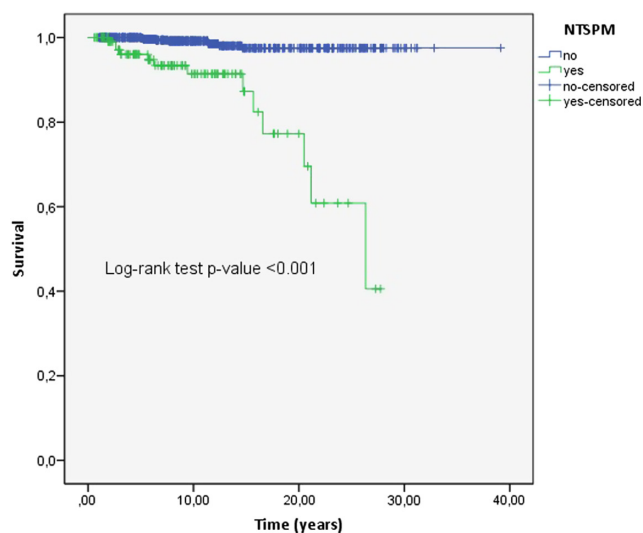 NTSPM
no
yes
no-censored
yes-censored
1,0
0,8
0,6
0,4
0,2
0,0
Survival
Log-rank test p-value <0.001
,00 10,00 20,00 30,00 40,00
Time (years)